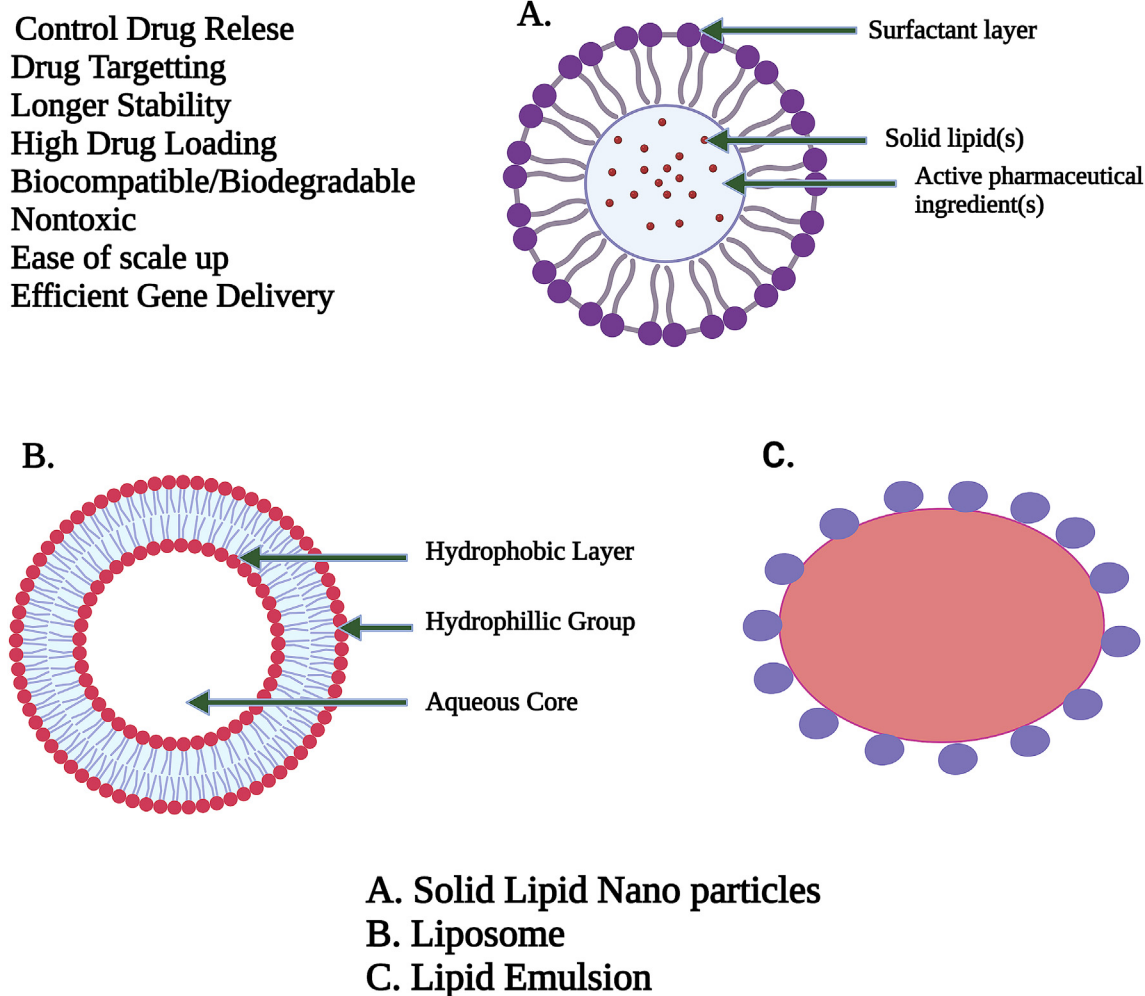 Control Drug Relese
Drug Targetting
Longer Stability
High Drug Loading
Biocompatible/Biodegradable
Nontoxic
Ease of scale up
Efficient Gene Delivery
A.
Surfactant layer
Solid lipid(s)
Active pharmaceutical
ingredient(s)
B.
Hydrophobic Layer
Hydrophillic Group
Aqueous Core
C.
A. Solid Lipid Nano particles
B. Liposome
C. Lipid Emulsion